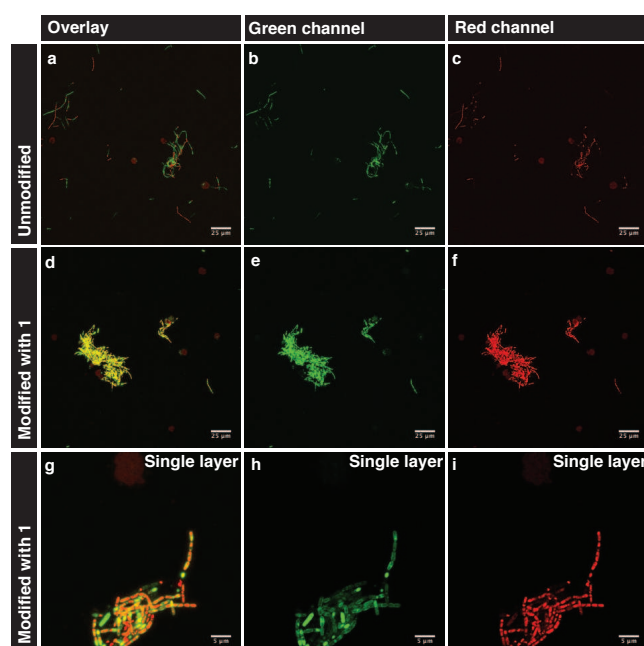 Overlay Green channel Red channel
Unmodified
a b c
25 µm 25 µm 25 µm
Modified with 1
d e f
25 µm 25 µm 25 µm
Modified with 1
g Single layer h Single layer i Single layer
5 µm 5 µm 5 µm